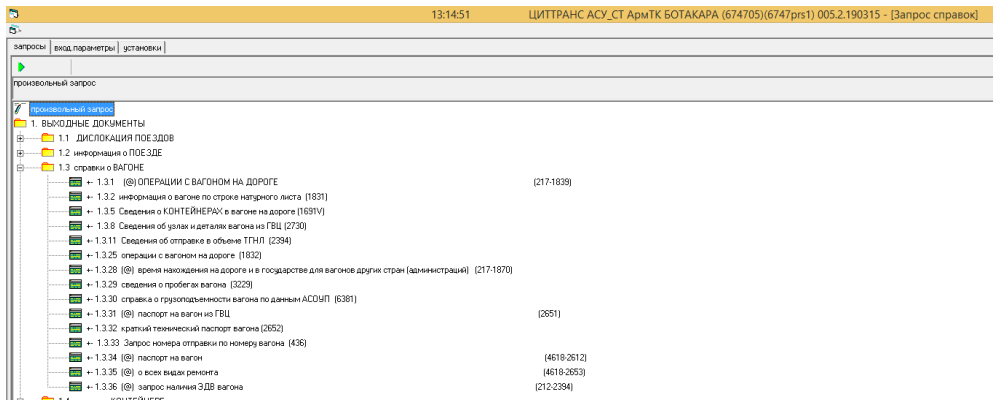 13:14:51 ЦИТТРАНС АСУ_СТ АрмТК БОТАКАРА (674705)(6747prs1) 005.2.190315 - [Запрос справок]
запросы вход.параметры установки
произвольный запрос
произвольный запрос
1. ВЫХОДНЫЕ ДОКУМЕНТЫ
1.1 ДИСЛОКАЦИЯ ПОЕЗДОВ
1.2 информация о ПОЕЗДЕ
1.3 справки о ВАГОНЕ
+- 1.3.1 (@) ОПЕРАЦИИ С ВАГОНОМ НА ДОРОГЕ (217-1839)
+- 1.3.2 информация о вагоне по строке натурного листа (1831)
+- 1.3.5 Сведения о КОНТЕЙНЕРАХ в вагоне на дороге (1691V)
+- 1.3.8 Сведения об узлах и деталях вагона из ГВЦ (2730)
+- 1.3.11 Сведения об отправке в объеме ТГНЛ (2394)
+- 1.3.25 операции с вагоном на дороге (1832)
+- 1.3.28 (@) время нахождения на дороге и в государстве для вагонов других стран (администраций) (217-1870)
+- 1.3.29 сведения о пробегах вагона (3229)
+- 1.3.30 справка о грузоподъемности вагона по данным АСОУП (6381)
+- 1.3.31 (@) паспорт на вагон из ГВЦ (2651)
+- 1.3.32 краткий технический паспорт вагона (2652)
+- 1.3.33 Запрос номера отправки по номеру вагона (436)
+- 1.3.34 (@) паспорт на вагон (4618-2612)
+- 1.3.35 (@) о всех видах ремонта (4618-2653)
+- 1.3.36 (@) запрос наличия ЭДВ вагона (212-2394)